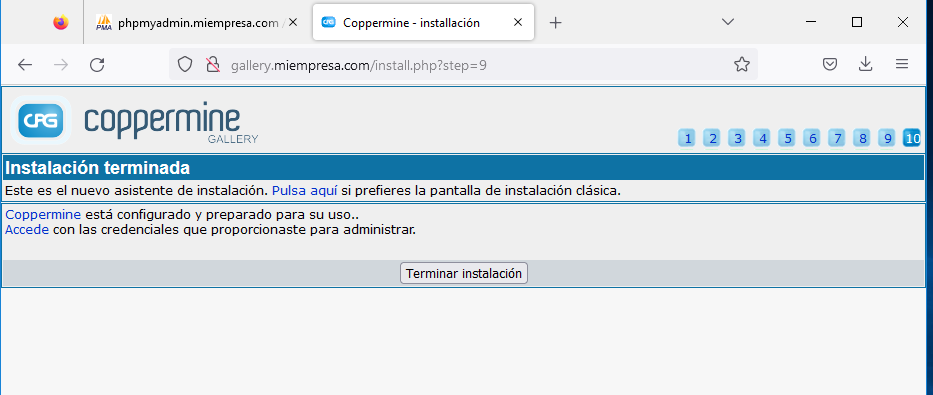 phpmyadmin.miempresa.com /
Coppermine - instalación
gallery.miempresa.com/install.php?step=9
CPG
coppermine
GALLERY
1 2 3 4 5 6 7 8 9 10
Instalación terminada
Este es el nuevo asistente de instalación. Pulsa aquí si prefieres la pantalla de instalación clásica.
Coppermine está configurado y preparado para su uso..
Accede con las credenciales que proporcionaste para administrar.
Terminar instalación